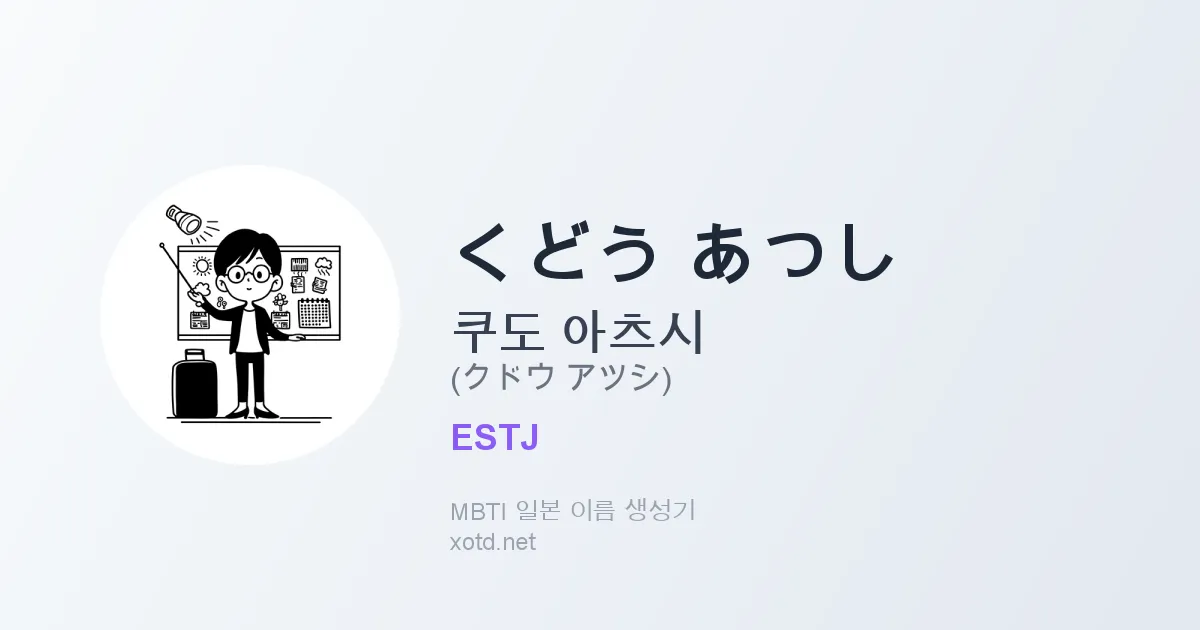 くどう あつし
쿠도 아츠시
(クドウ アツシ)
ESTJ
MBTI 일본 이름 생성기
xotd.net